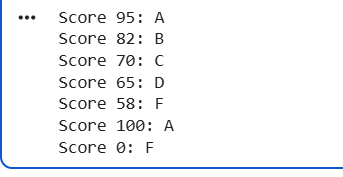 Score 95: A
Score 82: B
Score 70: C
Score 65: D
Score 58: F
Score 100: A
Score 0: F